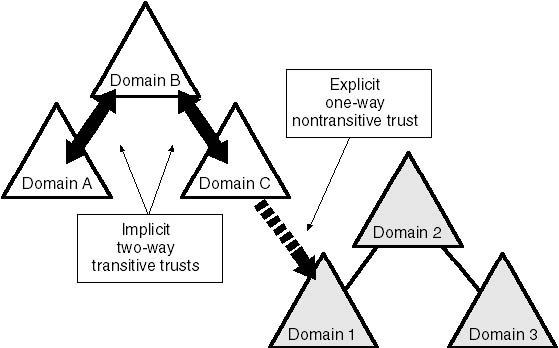 Domain B
Explicit
one-way
nontransitive trust
Domain A
Domain C
Implicit
two-way
transitive trusts
Domain 2
Domain 1
Domain 3